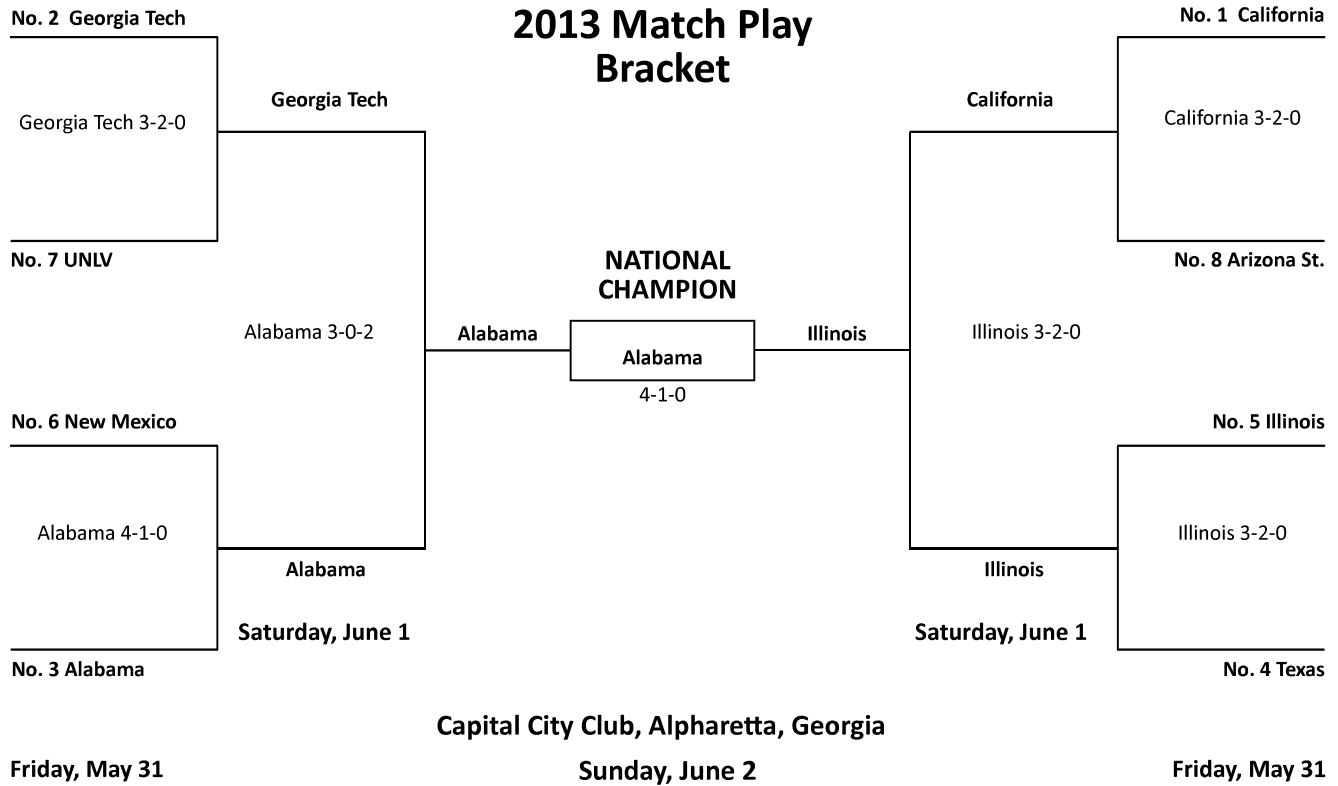 2013 Match Play
Bracket
No. 2  Georgia Tech
Georgia Tech 3-2-0
No. 7 UNLV
Georgia Tech
Alabama 3-0-2
No. 6 New Mexico
Alabama 4-1-0
No. 3 Alabama
Alabama
Saturday, June 1
Alabama
NATIONAL
CHAMPION
Alabama
4-1-0
Illinois
No. 1  California
California 3-2-0
No. 8 Arizona St.
California
Illinois 3-2-0
No. 5 Illinois
Illinois 3-2-0
No. 4 Texas
Illinois
Saturday, June 1
Capital City Club, Alpharetta, Georgia
Friday, May 31
Sunday, June 2
Friday, May 31